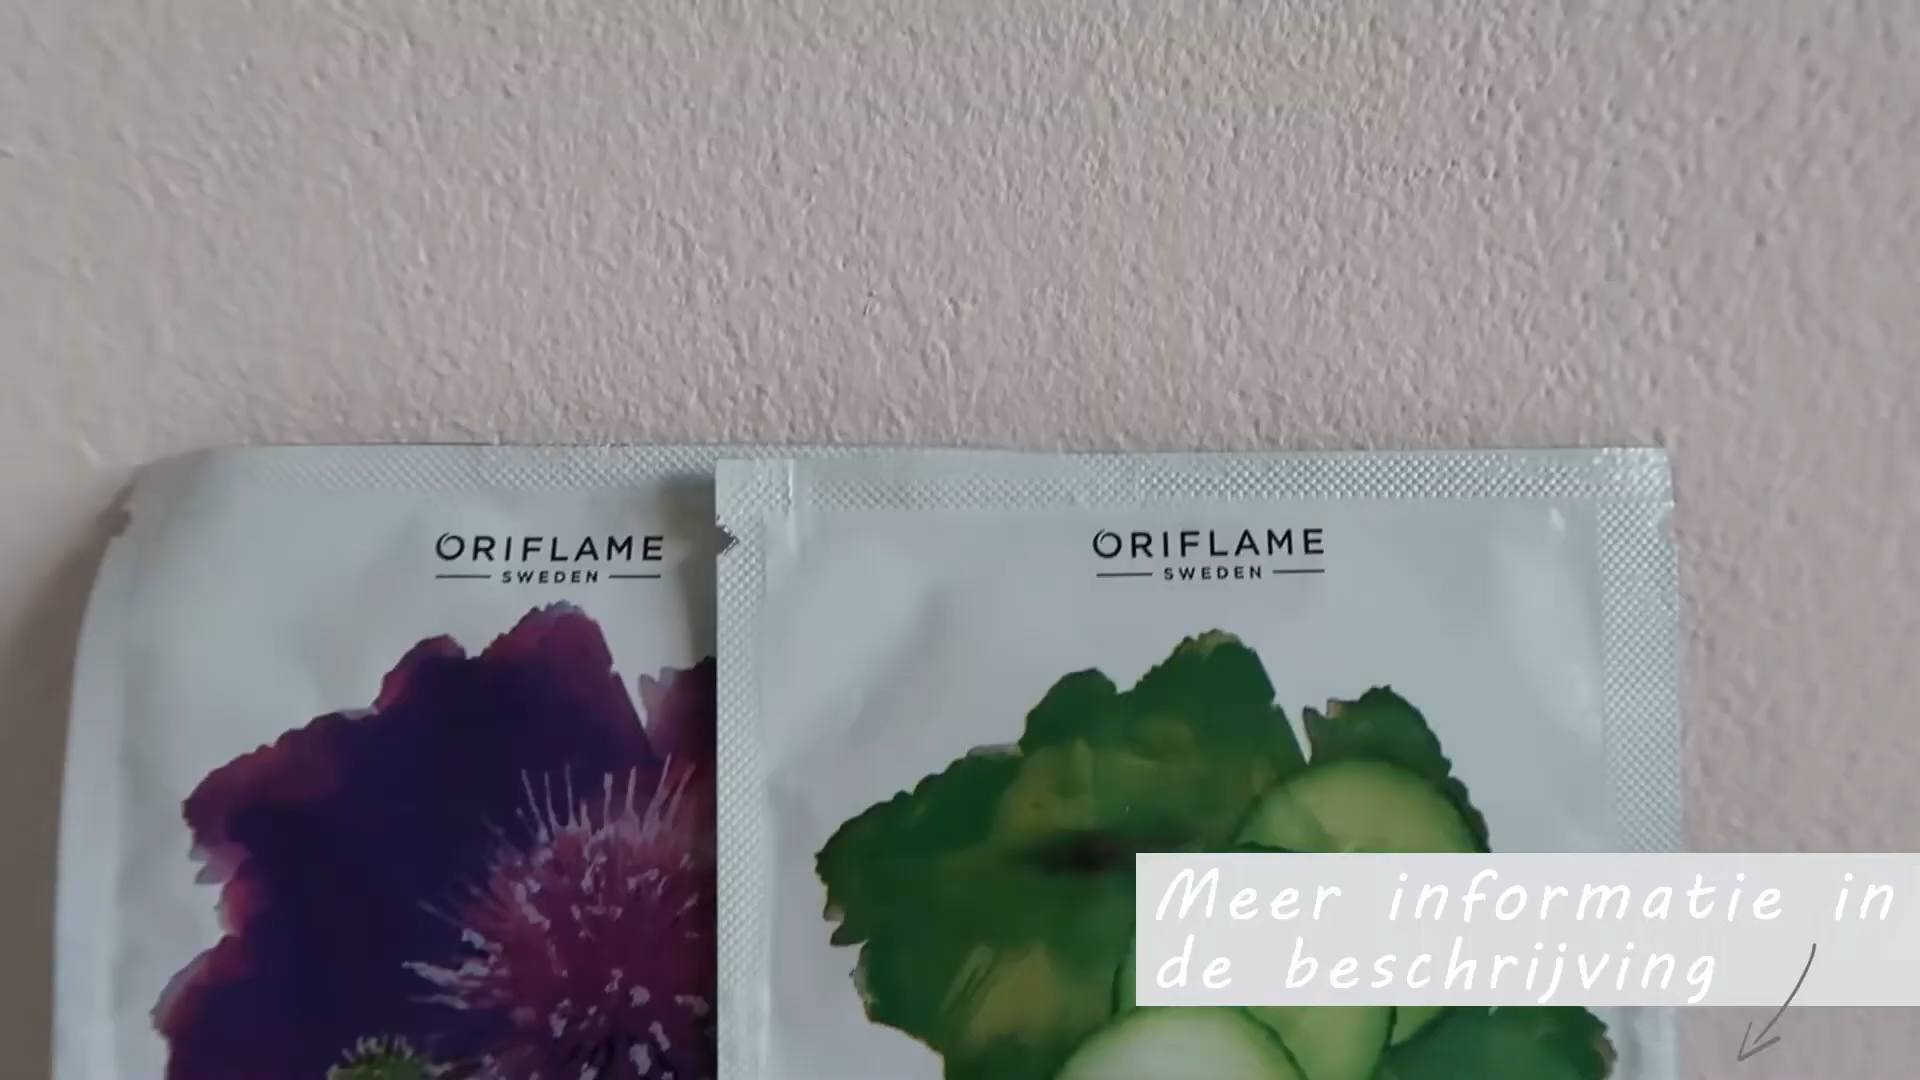 ORIFLAME
SWEDEN
ORIFLAME
SWEDEN
Meer informatie in
de beschrijving